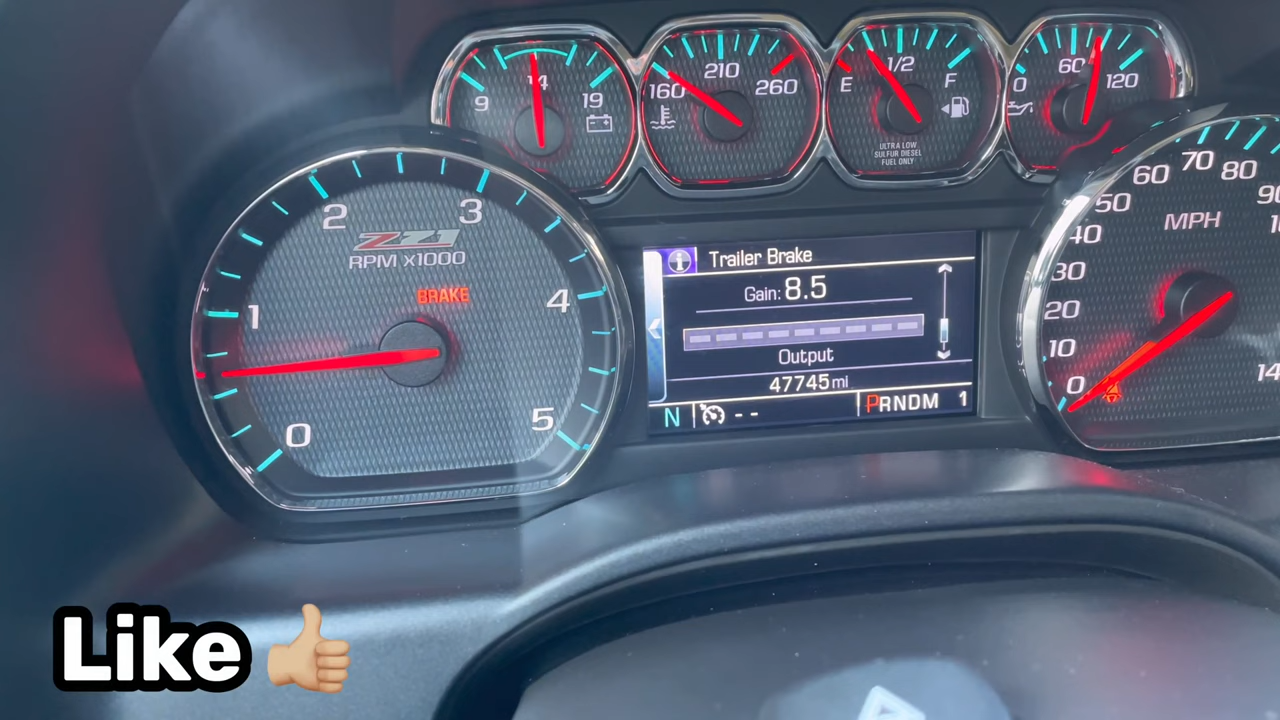 9 14 19
160 210 260
E 1/2 F
ULTRA LOW
SULFUR DIESEL
FUEL ONLY
0 60 120
0 1 2 3 4 5
Z71
RPM X1000
BRAKE
Trailer Brake
Gain: 8.5
Output
47745 mi
N -- PRNDM 1
0 10 20 30 40 50 60 70 80
MPH
Like